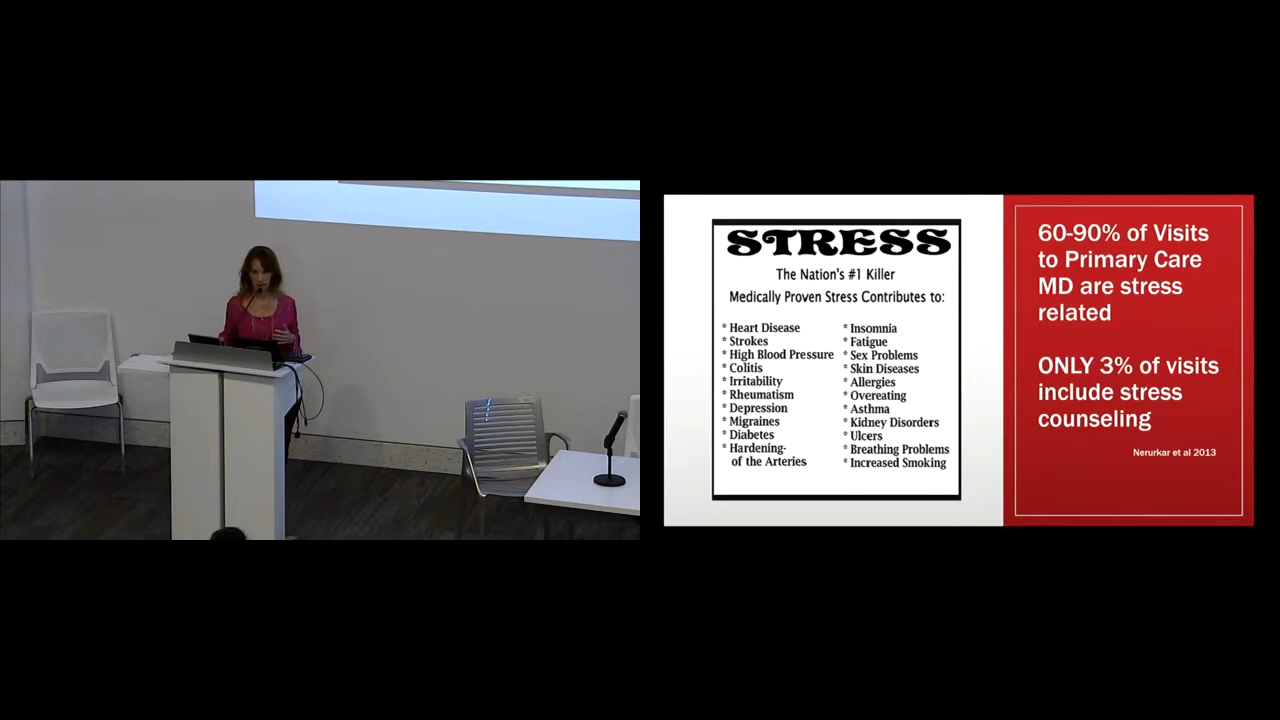 STRESS
The Nation's #1 Killer
Medically Proven Stress Contributes to:
* Heart Disease
* Strokes
* High Blood Pressure
* Colitis
* Irritability
* Rheumatism
* Depression
* Migraines
* Diabetes
* Hardening-
of the Arteries
* Insomnia
* Fatigue
* Sex Problems
* Skin Diseases
* Allergies
* Overeating
* Asthma
* Kidney Disorders
* Ulcers
* Breathing Problems
* Increased Smoking
60-90% of Visits
to Primary Care
MD are stress
related
ONLY 3% of visits
include stress
counseling
Nerurkar et al 2013